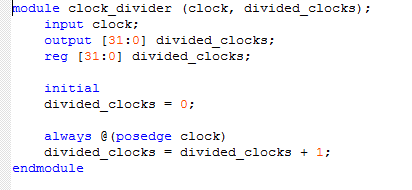 module clock_divider (clock, divided_clocks);
    input clock;
    output [31:0] divided_clocks;
    reg [31:0] divided_clocks;

    initial
    divided_clocks = 0;

    always @(posedge clock)
    divided_clocks = divided_clocks + 1;
endmodule